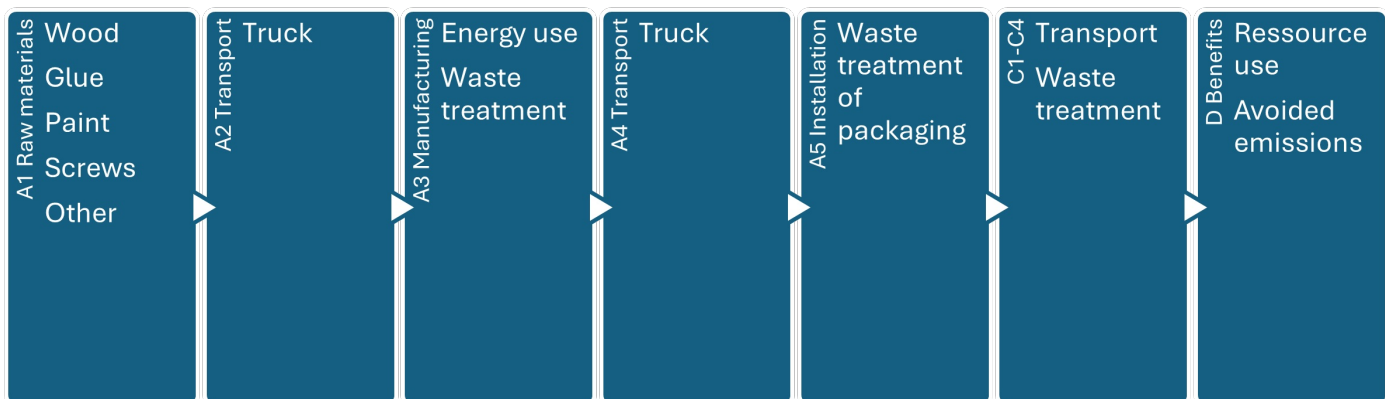 A1 Raw materials
Wood
Glue
Paint
Screws
Other
A2 Transport
Truck
A3 Manufacturing
Energy use
Waste
treatment
A4 Transport
Truck
A5 Installation
Waste
treatment
of
packaging
C1-C4
Transport
Waste
treatment
D Benefits
Ressource
use
Avoided
emissions